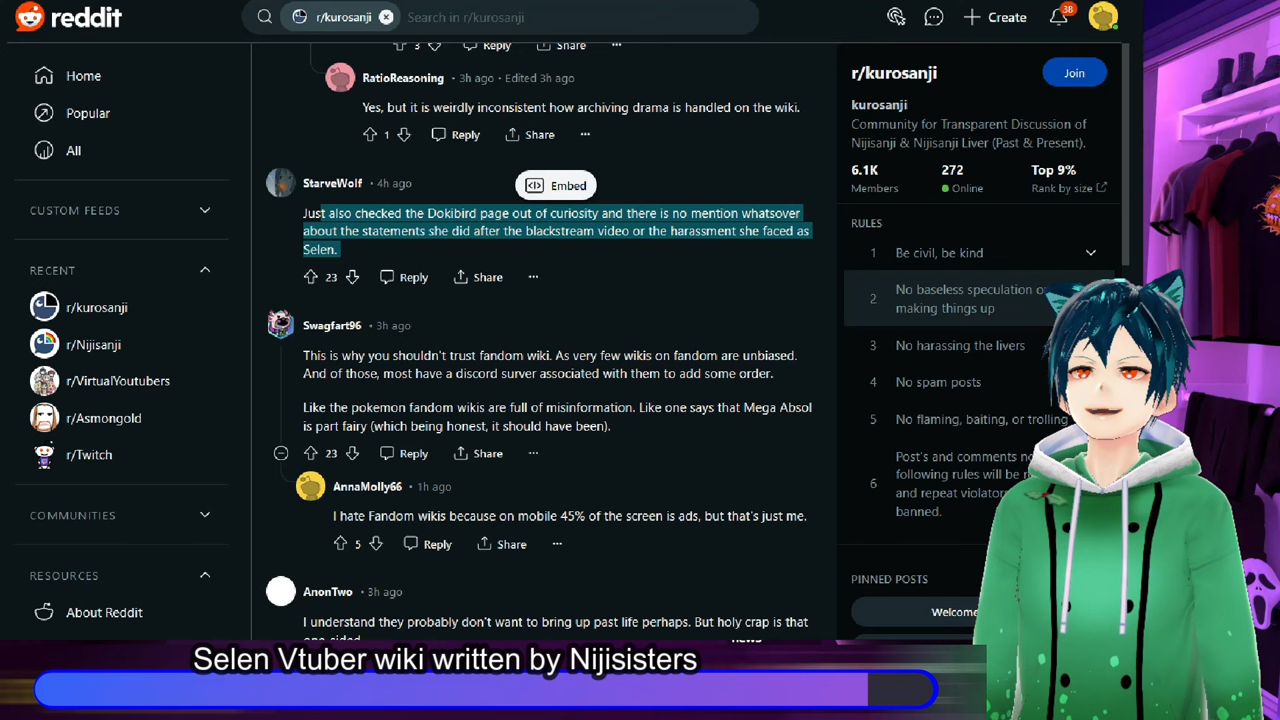 reddit
r/kurosanji
Search in r/kurosanji
Create
38
Home
Popular
All
CUSTOM FEEDS
RECENT
r/kurosanji
r/Nijisanji
r/VirtualYoutubers
r/Asmongold
r/Twitch
COMMUNITIES
RESOURCES
About Reddit
3
Reply
Share
RatioReasoning • 3h ago • Edited 3h ago
Yes, but it is weirdly inconsistent how archiving drama is handled on the wiki.
1
Reply
Share
StarveWolf • 4h ago
Embed
Just also checked the Dokibird page out of curiosity and there is no mention whatsover
about the statements she did after the blackstream video or the harassment she faced as
Selen.
23
Reply
Share
Swagfart96 • 3h ago
This is why you shouldn't trust fandom wiki. As very few wikis on fandom are unbiased.
And of those, most have a discord surver associated with them to add some order.
Like the pokemon fandom wikis are full of misinformation. Like one says that Mega Absol
is part fairy (which being honest, it should have been).
23
Reply
Share
AnnaMolly66 • 1h ago
I hate Fandom wikis because on mobile 45% of the screen is ads, but that's just me.
5
Reply
Share
AnonTwo • 3h ago
I understand they probably don't want to bring up past life perhaps. But holy crap is that
one-sided
r/kurosanji
Join
kurosanji
Community for Transparent Discussion of
Nijisanji & Nijisanji Liver (Past & Present).
6.1K
272
Top 9%
Members
Online
Rank by size
RULES
1
Be civil, be kind
2
No baseless speculation
making things up
3
No harassing the livers
4
No spam posts
5
No flaming, baiting, or trolling
6
Post's and comments
following rules will be
and repeat
banned.
PINNED POSTS
Welcome
news
Selen Vtuber wiki written by Nijisisters